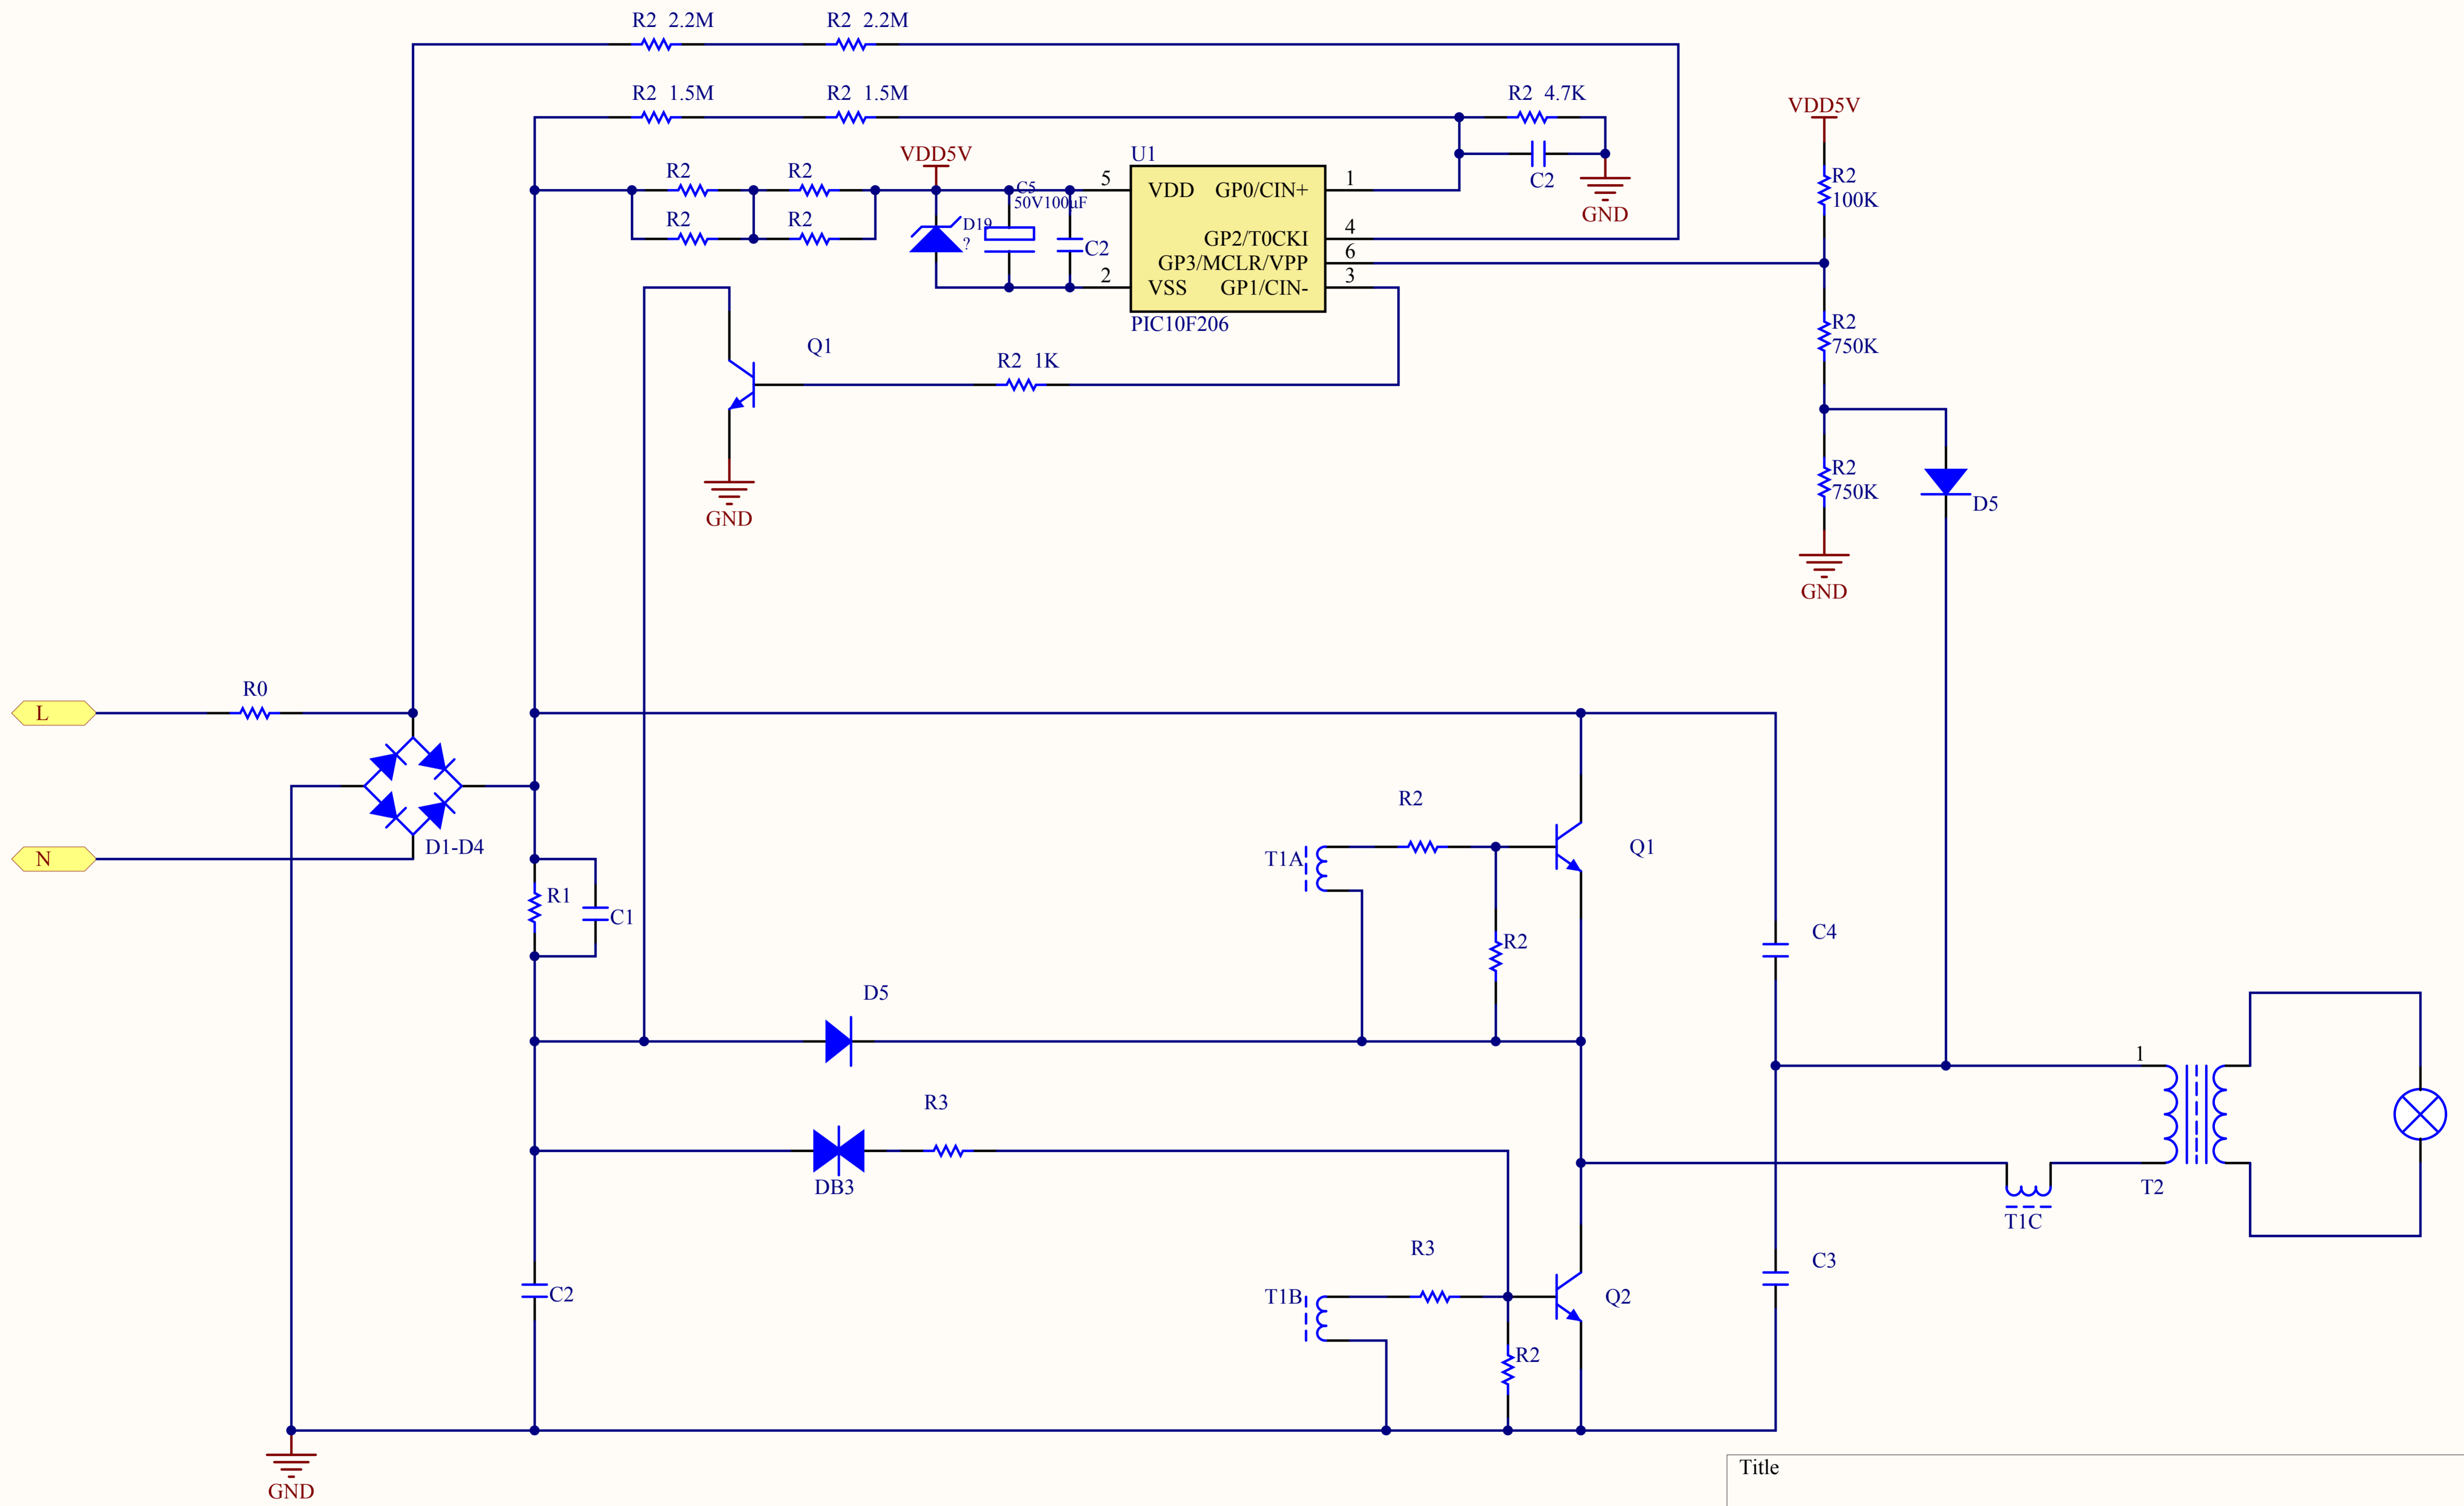 R2 2.2M
R2 2.2M
R2 1.5M
R2 1.5M
R2 4.7K
VDD5V
VDD5V
U1
R2
R2
C5
50V100µF
5
VDD
GP0/CIN+
1
C2
GND
R2
100K
R2
R2
D19
?
C2
GP2/T0CKI
4
GP3/MCLR/VPP
6
2
VSS
GP1/CIN-
3
PIC10F206
Q1
R2 1K
R2
750K
GND
R2
750K
D5
GND
L
R0
N
D1-D4
R2
T1A
Q1
R1
C1
R2
C4
D5
1
R3
DB3
T2
T1C
R3
C3
C2
T1B
Q2
R2
GND
Title